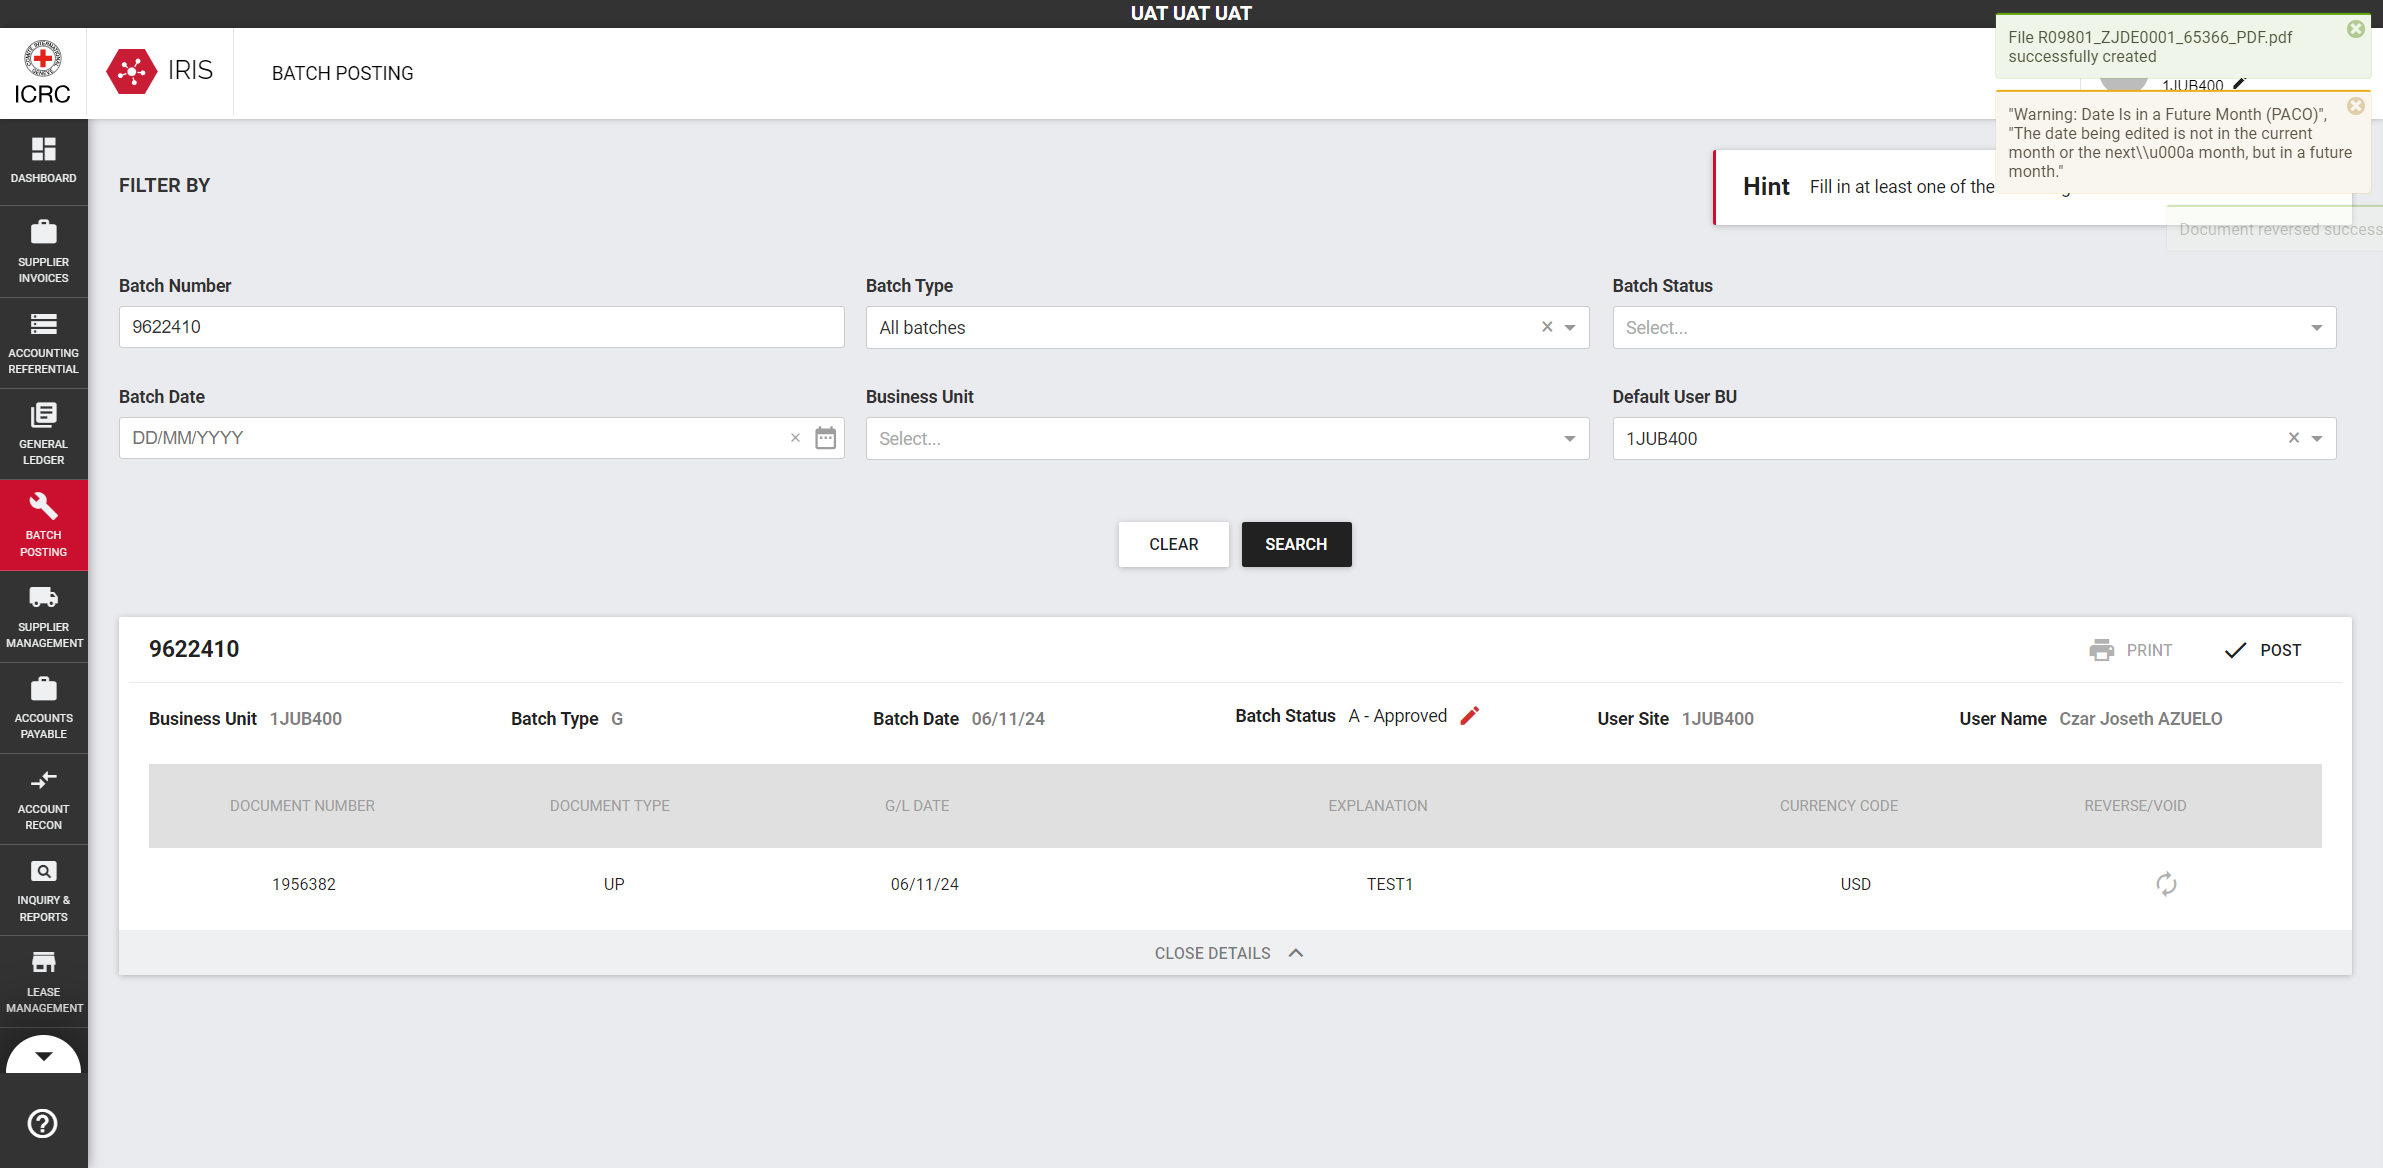 UAT UAT UAT
ICRC
IRIS
BATCH POSTING
File R09801_ZJDE0001_65366_PDF.pdf
successfully created
1JUB400
"Warning: Date Is in a Future Month (PACO)",
"The date being edited is not in the current
month or the next\\u000a month, but in a future
month."
Document reversed success
Hint Fill in at least one of the
FILTER BY
Batch Number
9622410
Batch Type
All batches
Batch Status
Select...
Batch Date
DD/MM/YYYY
Business Unit
Select...
Default User BU
1JUB400
CLEAR
SEARCH
9622410
PRINT
POST
Business Unit 1JUB400
Batch Type G
Batch Date 06/11/24
Batch Status A - Approved
User Site 1JUB400
User Name Czar Joseth AZUELO
DOCUMENT NUMBER DOCUMENT TYPE G/L DATE EXPLANATION CURRENCY CODE REVERSE/VOID
1956382 UP 06/11/24 TEST1 USD
CLOSE DETAILS
DASHBOARD
SUPPLIER
INVOICES
ACCOUNTING
REFERENTIAL
GENERAL
LEDGER
BATCH
POSTING
SUPPLIER
MANAGEMENT
ACCOUNTS
PAYABLE
ACCOUNT
RECON
INQUIRY &
REPORTS
LEASE
MANAGEMENT